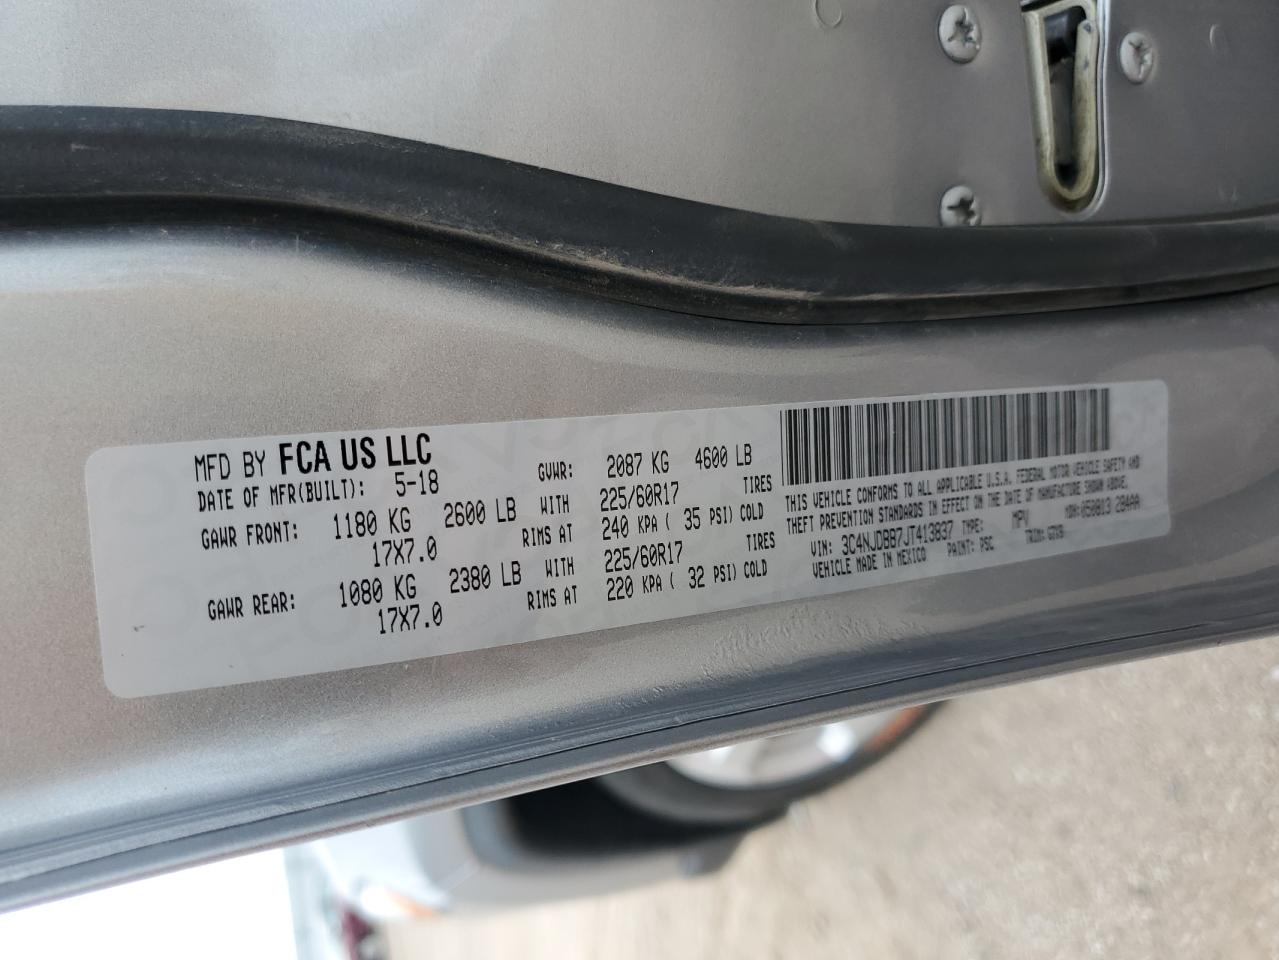 MFD BY FCA US LLC
DATE OF MFR(BUILT): 5-18 GVWR: 2087 KG 4600 LB
GAWR FRONT: 1180 KG 2600 LB WITH 225/60R17 TIRES
17X7.0 RIMS AT 240 KPA ( 35 PSI) COLD
GAWR REAR: 1080 KG 2380 LB WITH 225/60R17 TIRES
17X7.0 RIMS AT 220 KPA ( 32 PSI) COLD
THIS VEHICLE CONFORMS TO ALL APPLICABLE U.S.A. FEDERAL MOTOR VEHICLE SAFETY AND
THEFT PREVENTION STANDARDS IN EFFECT ON THE DATE OF MANUFACTURE SHOWN ABOVE.
VIN: 3C4NJDBB7JT413837 TYPE: MPV MDH: 050813 284AA
VEHICLE MADE IN MEXICO PAINT: PSC TRIM: